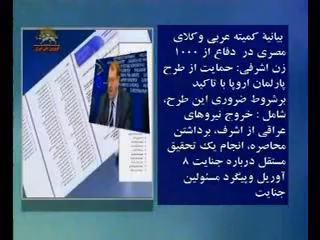 بیانیة کمیته عربی وکلای
مصری در دفاع از ۱۰۰۰
زن اشرفی: حمایت از طرح
پارلمان اروپا با تاکید
برشروط ضروری این طرح،
شامل : خروج نیروهای
عراقی از اشرف، برداشتن
محاصره، انجام یک تحقیق
مستقل درباره جنایت ۸
آوریل وپیگرد مسئولین
جنایت